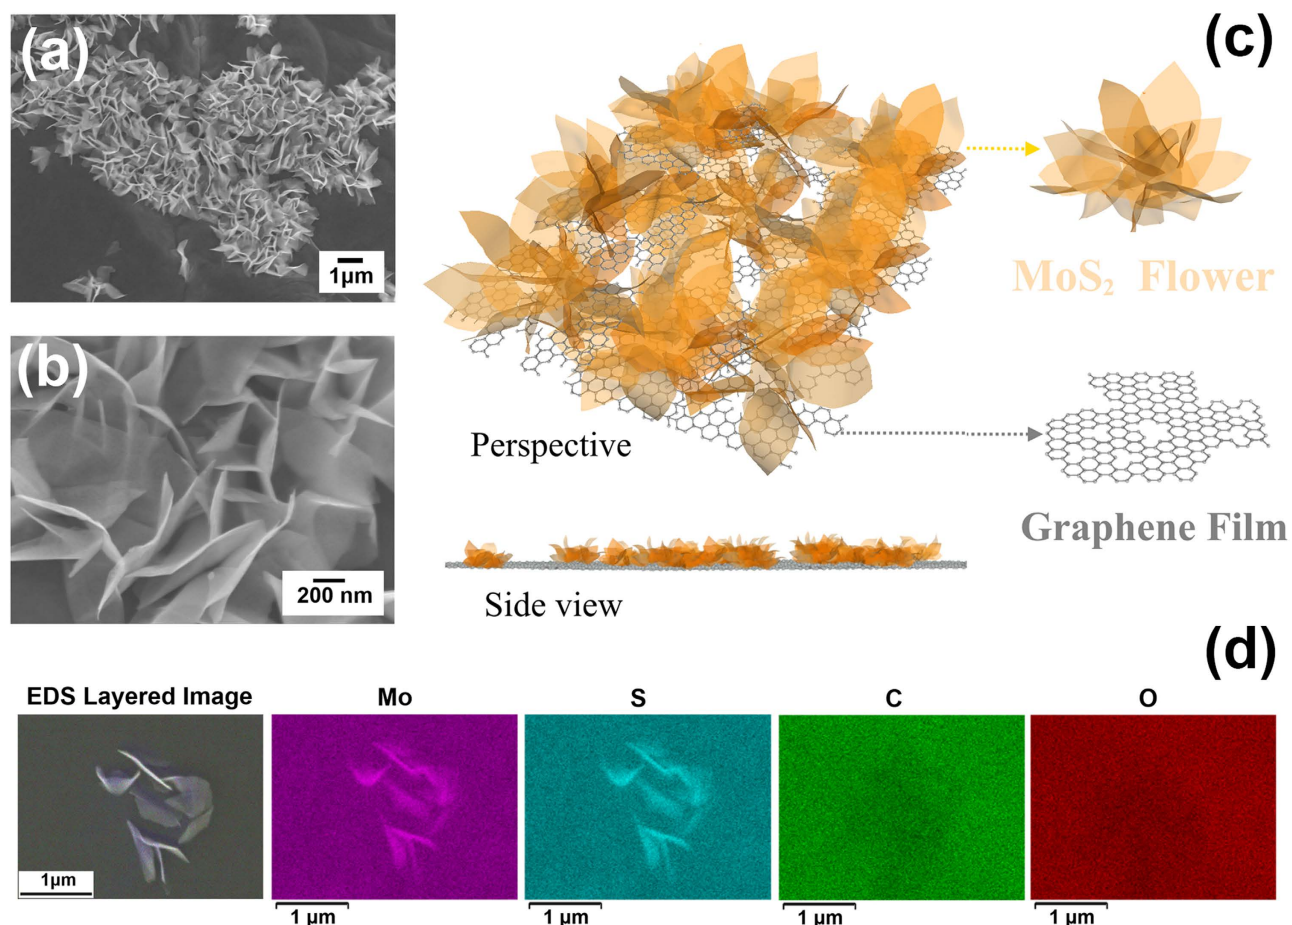 (a)
1µm
(b)
200 nm
(c)
MoS₂ Flower
Perspective
Graphene Film
Side view
(d)
EDS Layered Image
Mo
S
C
O
1µm
1 µm
1 µm
1 µm
1 µm